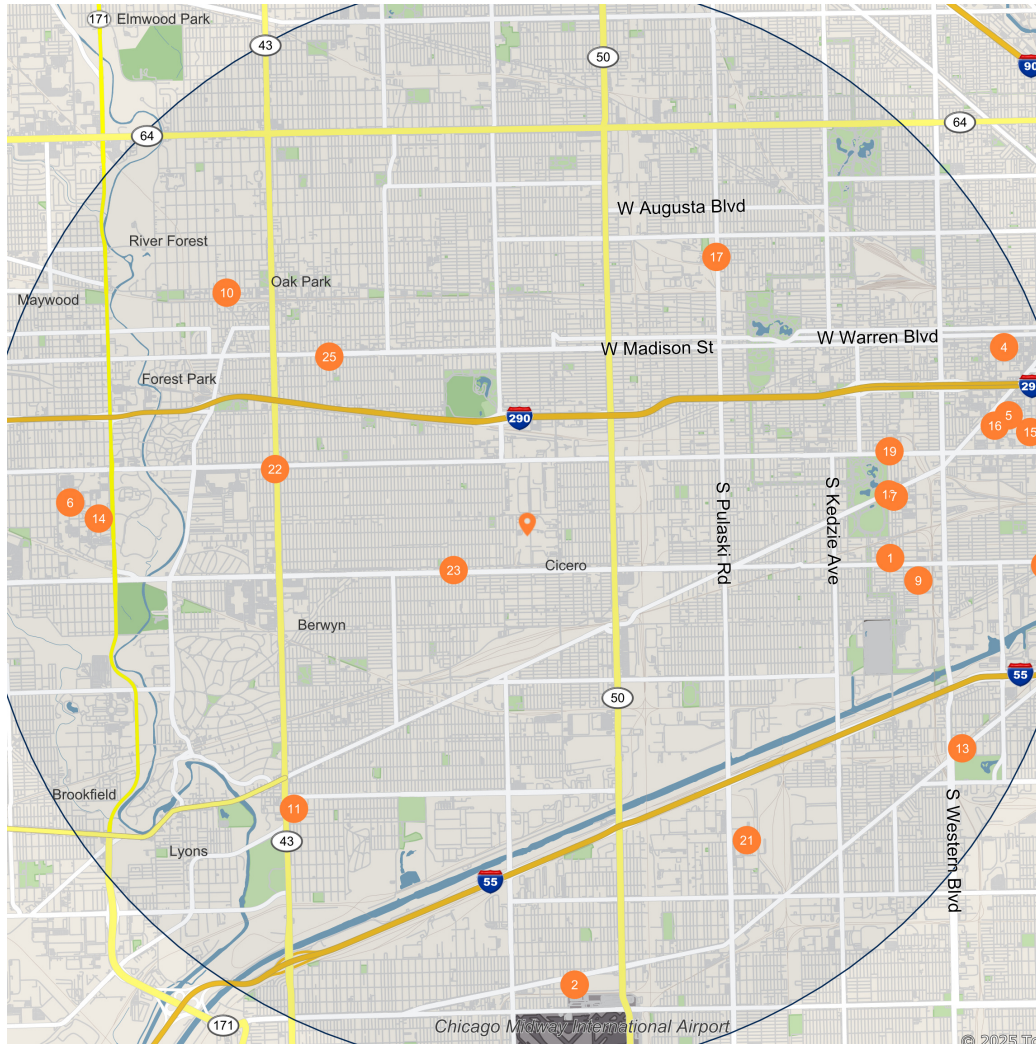 171
Elmwood Park
43
50
90
64
64
W Augusta Blvd
River Forest
17
Oak Park
10
Maywood
W Warren Blvd
4
W Madison St
25
Forest Park
290
29
5
16
15
19
22
S Pulaski Rd
S Kedzie Ave
6
14
7
1
Cicero
23
9
Berwyn
55
50
13
Brookfield
11
S Western Blvd
43
21
Lyons
55
2
171
Chicago Midway International Airport
© 2025 T